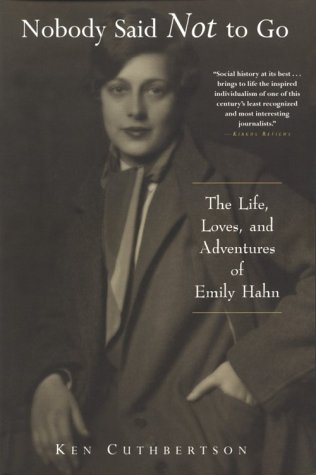 Nobody Said Not to Go
"Social history at its best . . .
brings to life the inspired
individualism of one of this
century's least recognized
and most interesting
journalists."
— Kirkus Reviews
The Life,
Loves, and
Adventures
of
Emily Hahn
Ken Cuthbertson